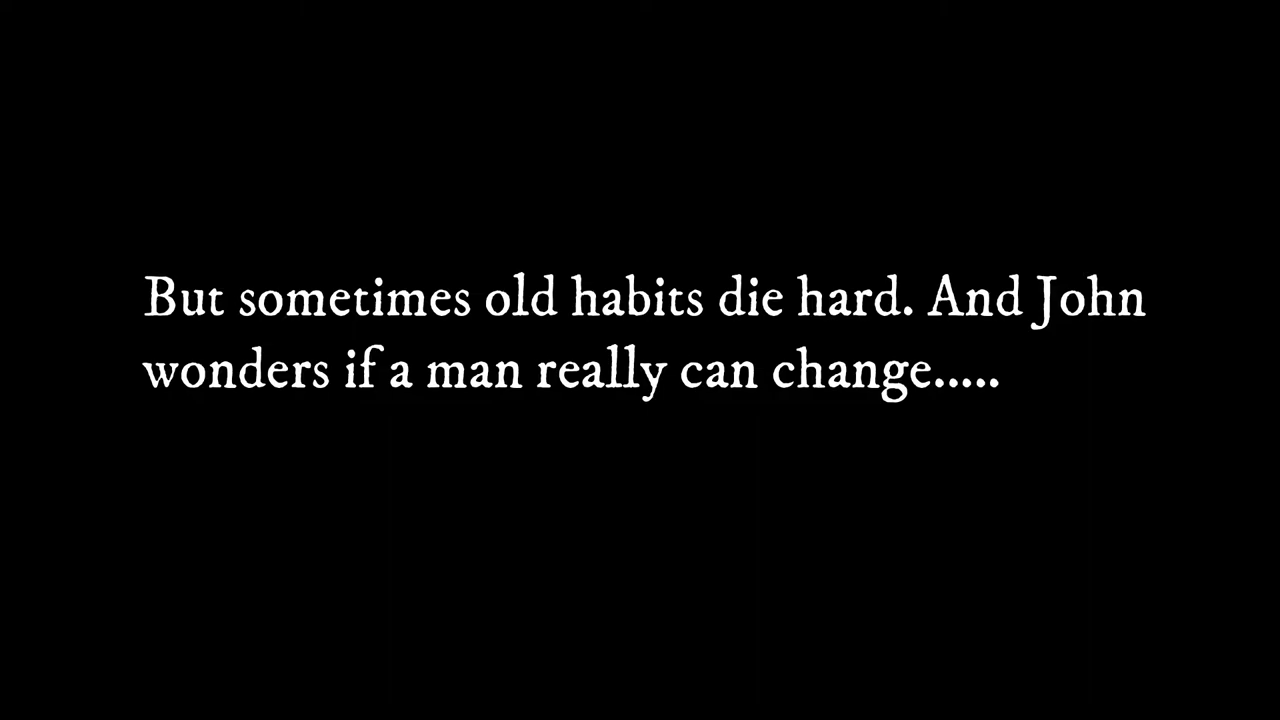 But sometimes old habits die hard. And John
wonders if a man really can change.....